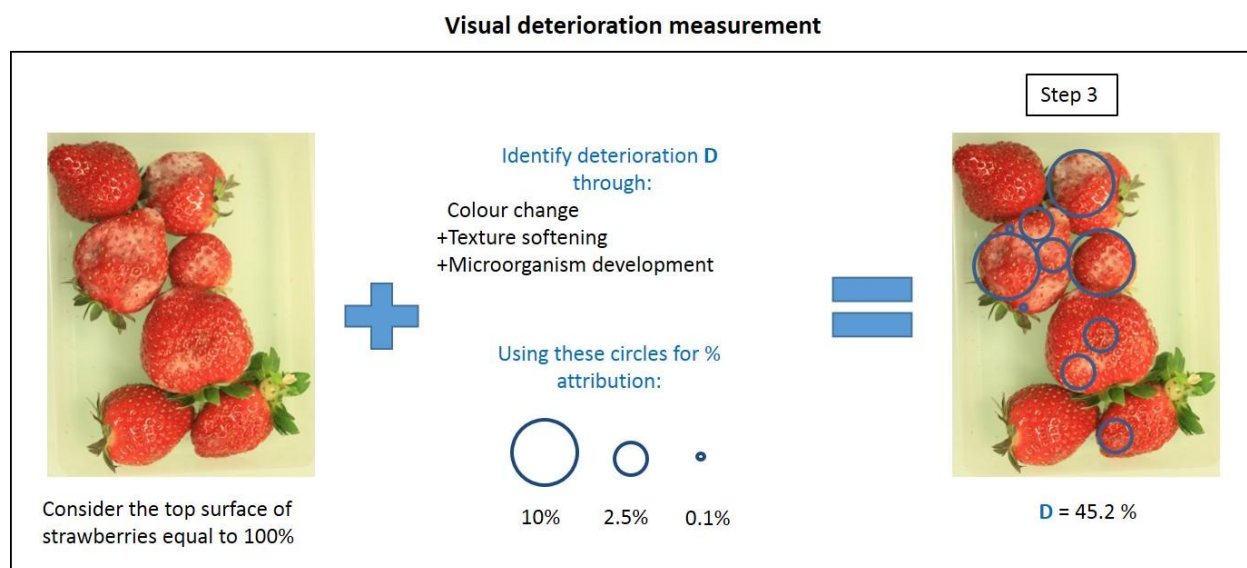 Visual deterioration measurement
Step 3
Identify deterioration D
through:
Colour change
+Texture softening
+Microorganism development
Using these circles for %
attribution:
10%
2.5%
0.1%
Consider the top surface of
strawberries equal to 100%
D = 45.2 %